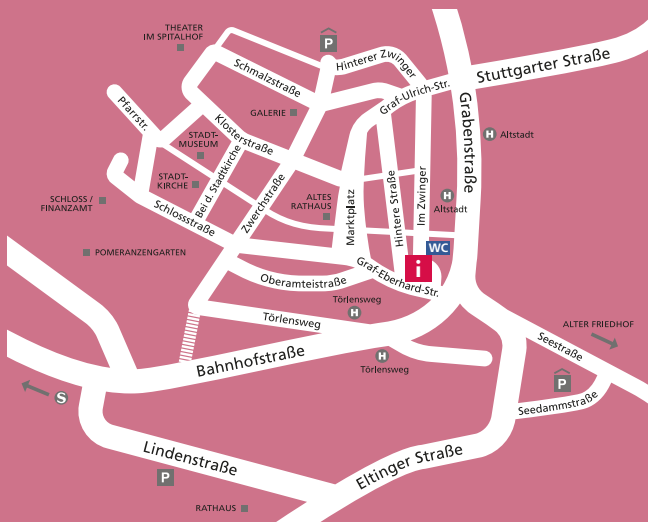 THEATER
IM SPITALHOF
P
Hinterer Zwinger
Stuttgarter Straße
Schmalzstraße
Graf-Ulrich-Str.
Pfarrstr.
GALERIE
Grabenstraße
Klosterstraße
H Altstadt
STADT-
MUSEUM
Bei d. Stadtkirche
STADT-
KIRCHE
Zwerchstraße
ALTES
RATHAUS
Marktplatz
Hintere Straße
Im Zwinger
H
Altstadt
SCHLOSS /
FINANZAMT
Schlossstraße
WC
i
POMERANZENGARTEN
Graf-Eberhard-Str.
Oberamteistraße
Törlensweg
H
Törlensweg
ALTER FRIEDHOF
Seestraße
Bahnhofstraße
H
Törlensweg
P
Seedammstraße
S
Lindenstraße
Eltinger Straße
P
RATHAUS